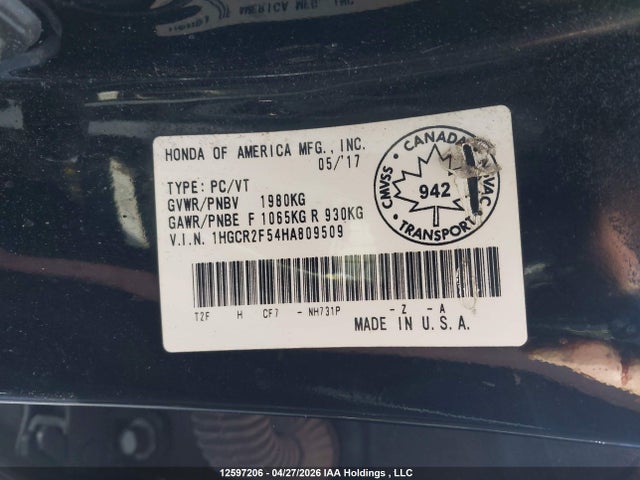 HONDA OF AMERICA MFG., INC.
05/'17
TYPE: PC/VT
GVWR/PNBV 1980KG
GAWR/PNBE F 1065KG R 930KG
V.I.N. 1HGCR2F54HA809509
CANADA
CMVSS
942
NVAC
TRANSPORT
T2F H CF7 - NH731P - Z - A
MADE IN U.S.A.
12597206 - 04/27/2026 IAA Holdings , LLC